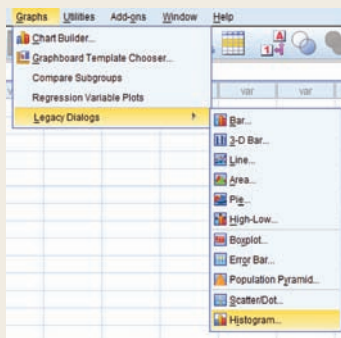 Graphs Utilities Add-ons Window Help
Chart Builder...
Graphboard Template Chooser...
Compare Subgroups
Regression Variable Plots
var var
Legacy Dialogs
Bar...
3-D Bar...
Line...
Area...
Pie...
High-Low...
Boxplot...
Error Bar...
Population Pyramid...
Scatter/Dot...
Histogram...